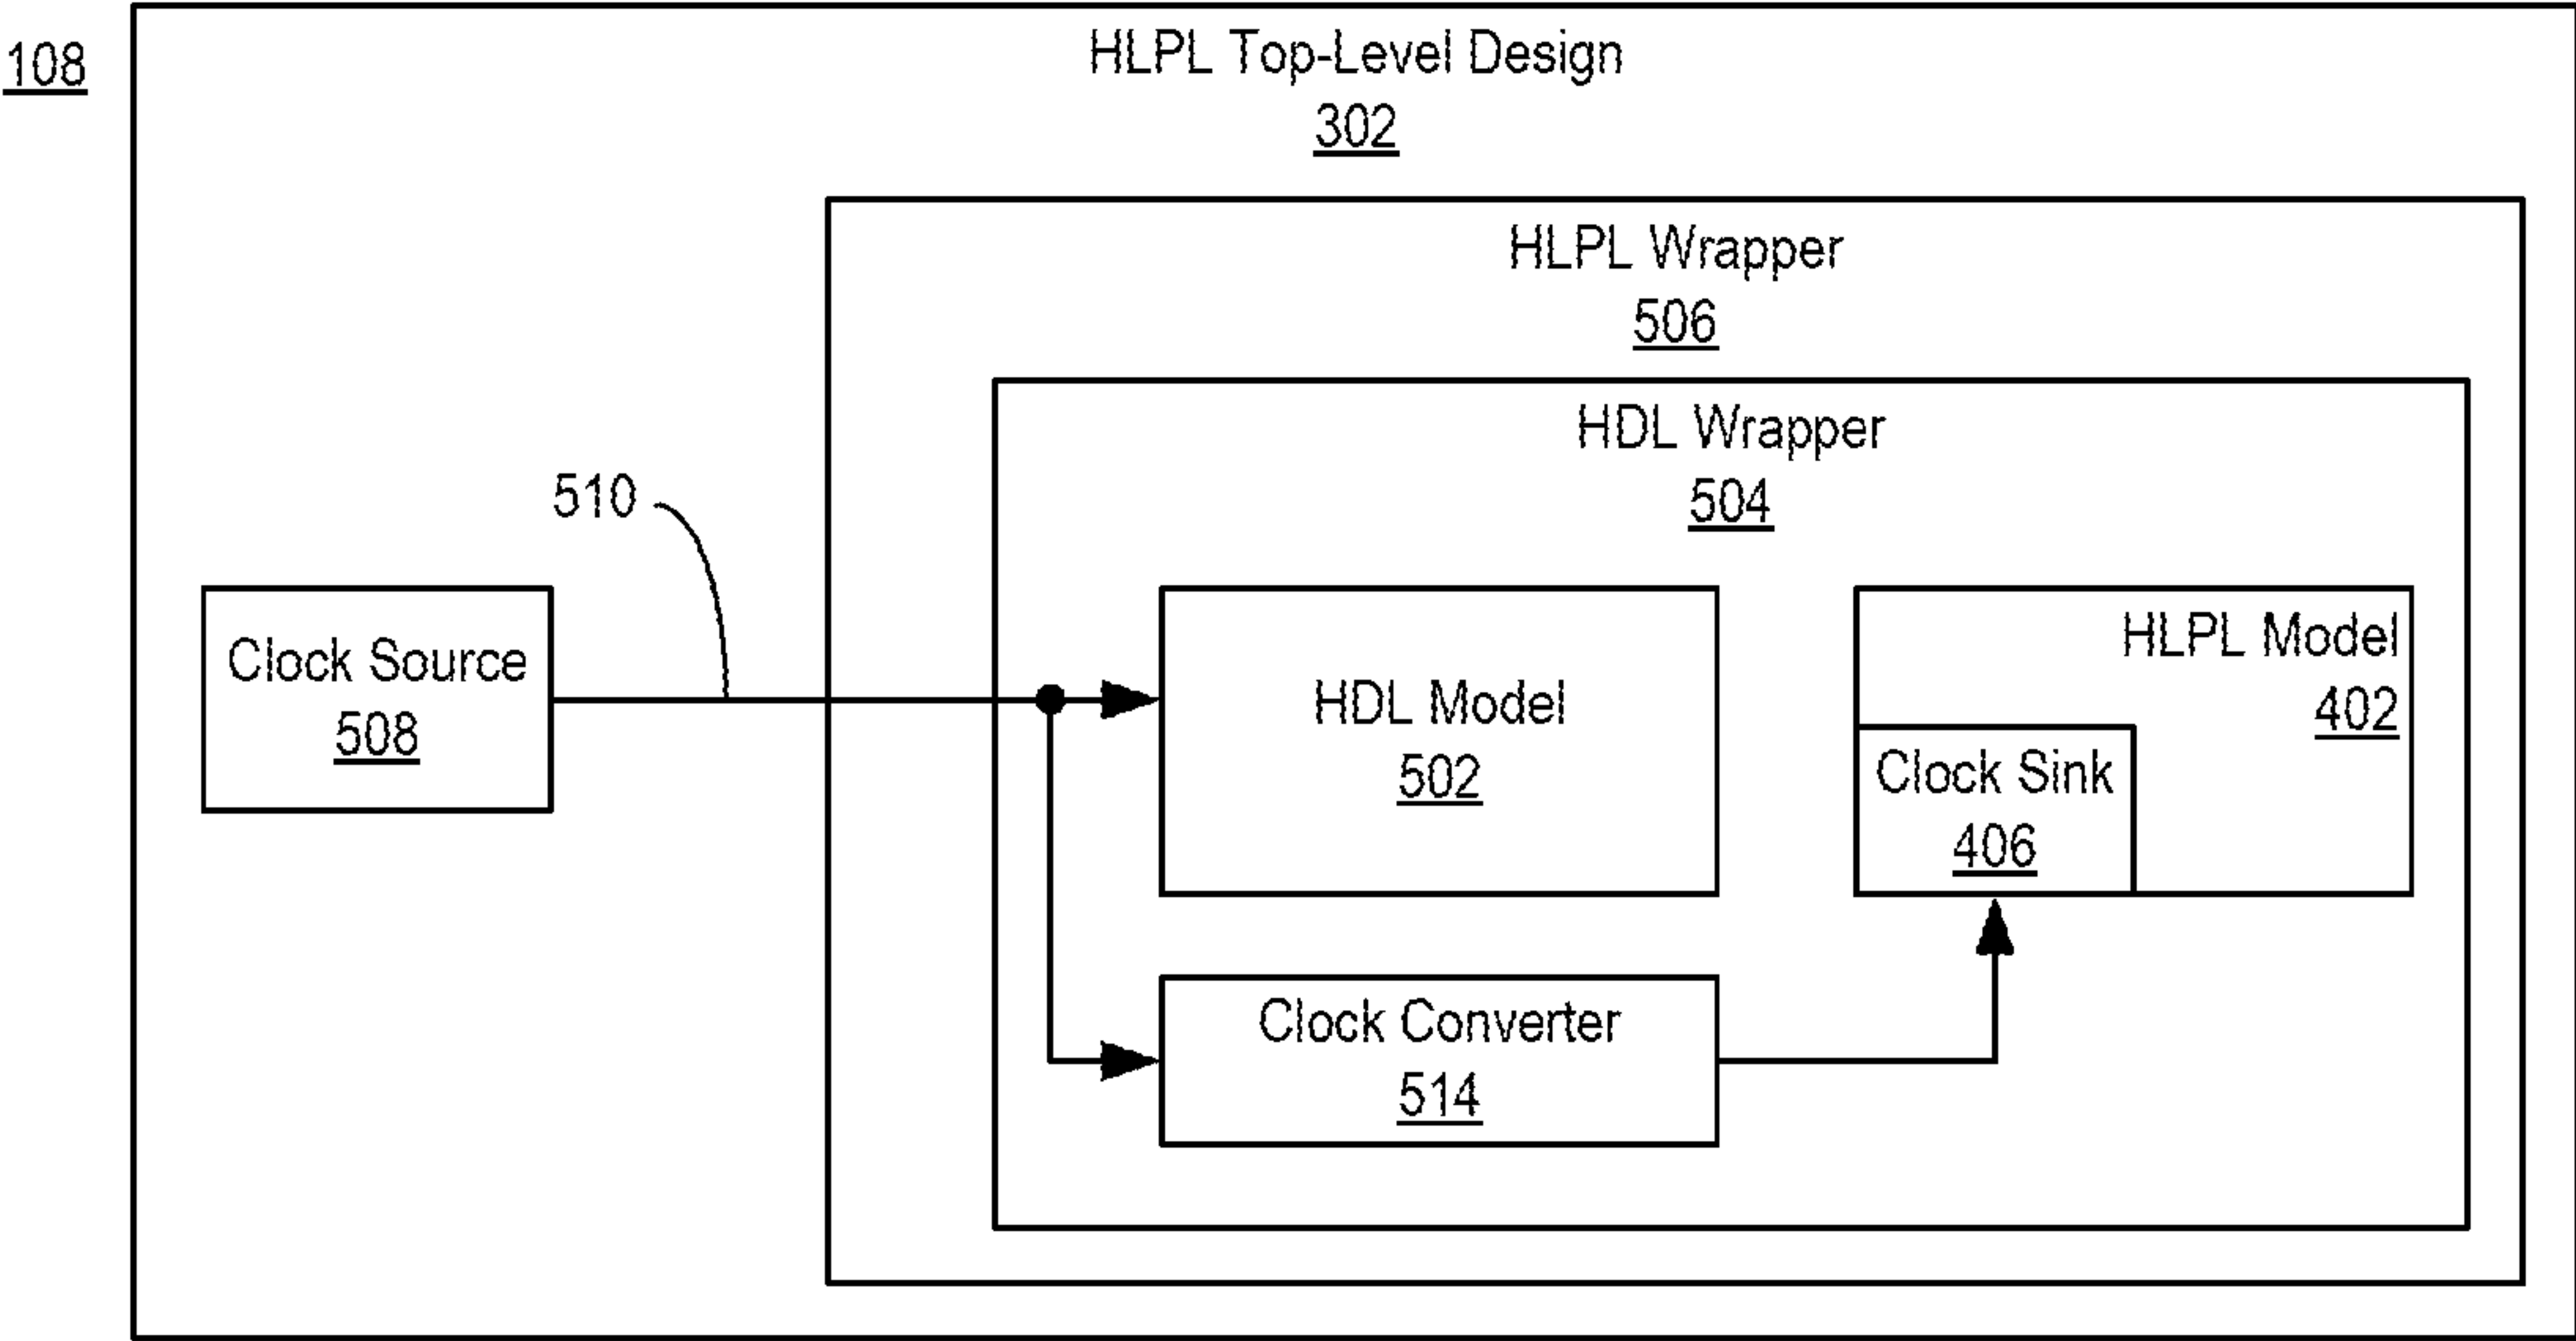 108
HLPL Top-Level Design
302
HLPL Wrapper
506
HDL Wrapper
504
510
Clock Source
508
HDL Model
502
HLPL Model
402
Clock Sink
406
Clock Converter
514